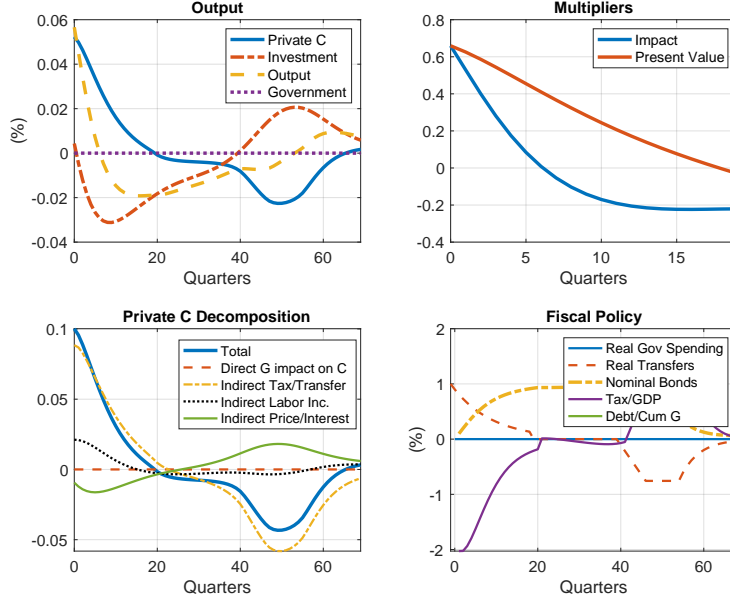 Output
0.06
0.04
0.02
0
-0.02
-0.04
(%)
0
20
40
60
Quarters
Private C
Investment
Output
Government
Multipliers
0.8
0.6
0.4
0.2
0
-0.2
-0.4
0
5
10
15
Quarters
Impact
Present Value
Private C Decomposition
0.1
0.05
0
-0.05
0
20
40
60
Quarters
Total
Direct G impact on C
Indirect Tax/Transfer
Indirect Labor Inc.
Indirect Price/Interest
Fiscal Policy
2
1
0
-1
-2
(%)
0
20
40
60
Quarters
Real Gov Spending
Real Transfers
Nominal Bonds
Tax/GDP
Debt/Cum G